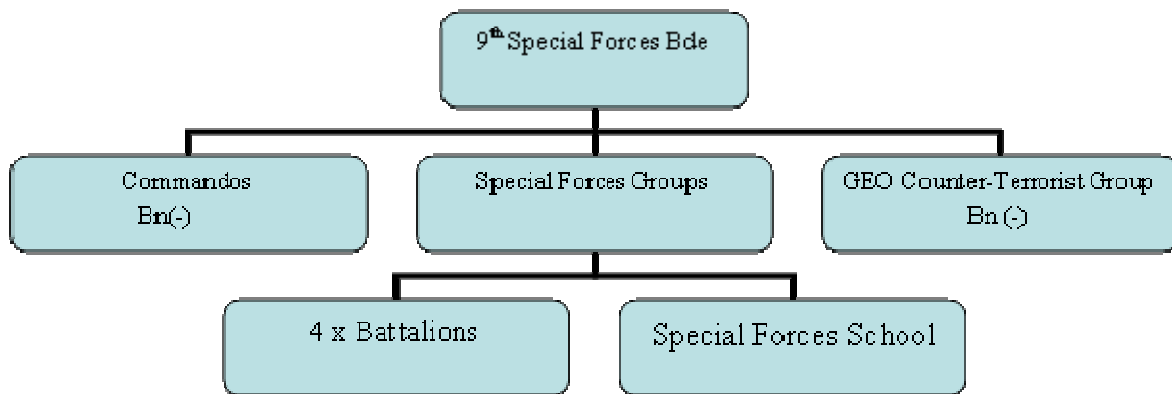 9th Special Forces Bde
Commandos
Bn(-)
Special Forces Groups
GEO Counter-Terrorist Group
Bn (-)
4 x Battalions
Special Forces School